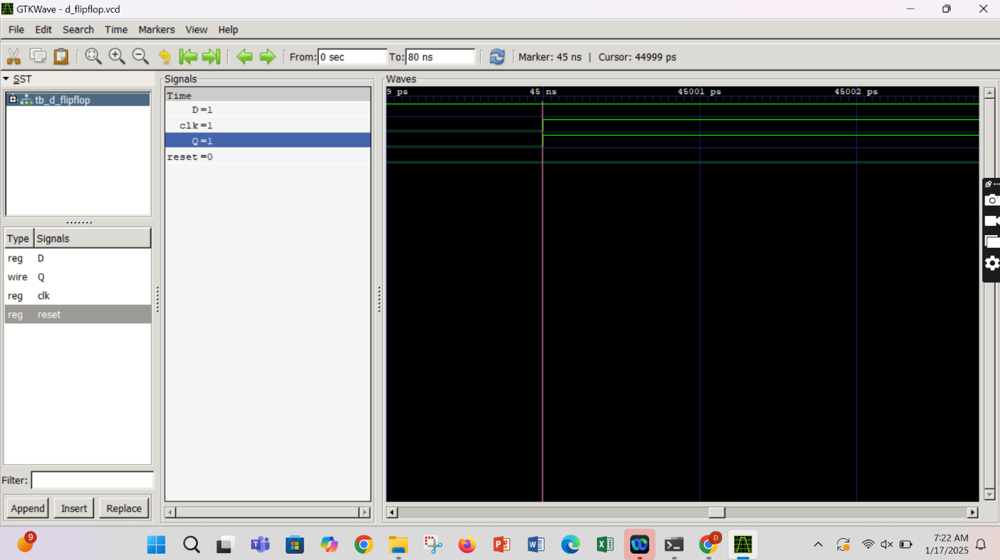 GTKWave - d_flipflop.vcd
File Edit Search Time Markers View Help
From: 0 sec To: 80 ns Marker: 45 ns | Cursor: 44999 ps
SST
tb_d_flipflop
Type Signals
reg D
wire Q
reg clk
reg reset
Filter:
Append Insert Replace
Signals
Time
D=1
clk=1
Q=1
reset=0
Waves
9 ps 45 ns 45001 ps 45002 ps
9
D
7:22 AM
1/17/2025